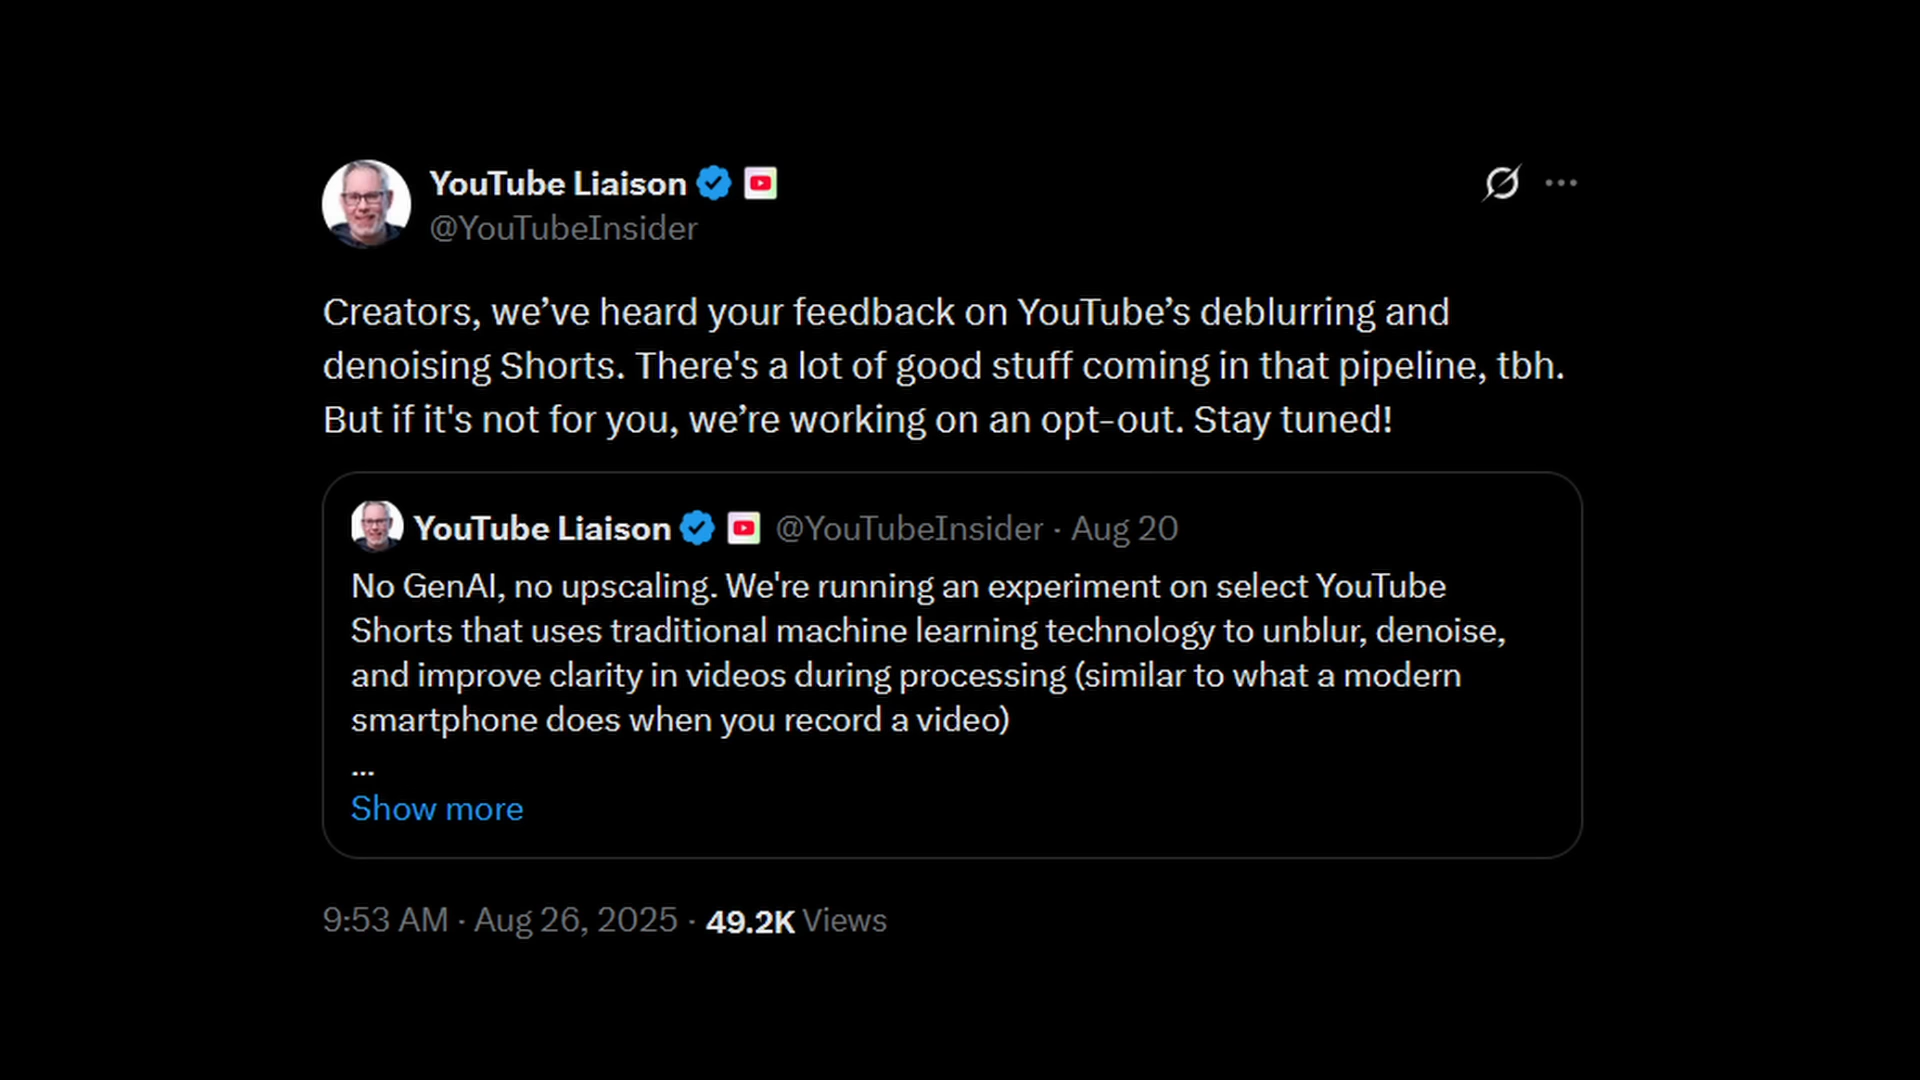 YouTube Liaison
@YouTubeInsider
Creators, we’ve heard your feedback on YouTube’s deblurring and
denoising Shorts. There's a lot of good stuff coming in that pipeline, tbh.
But if it's not for you, we’re working on an opt-out. Stay tuned!
YouTube Liaison @YouTubeInsider · Aug 20
No GenAI, no upscaling. We're running an experiment on select YouTube
Shorts that uses traditional machine learning technology to unblur, denoise,
and improve clarity in videos during processing (similar to what a modern
smartphone does when you record a video)
...
Show more
9:53 AM · Aug 26, 2025 · 49.2K Views